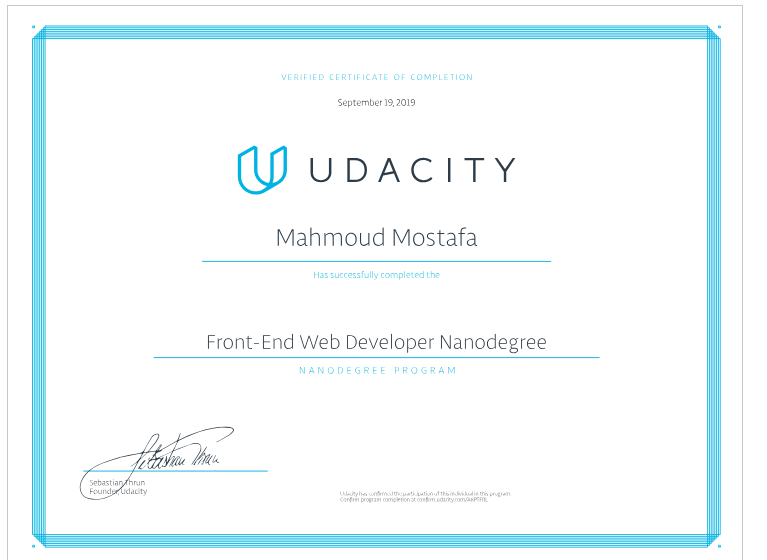 VERIFIED CERTIFICATE OF COMPLETION
September 19, 2019
UDACITY
Mahmoud Mostafa
Has successfully completed the
Front-End Web Developer Nanodegree
NANODEGREE PROGRAM
Sebastian Thrun
Sebastian Thrun
Founder, Udacity
Udacity has confirmed the participation of this individual in this program.
Confirm program completion at confirm.udacity.com/